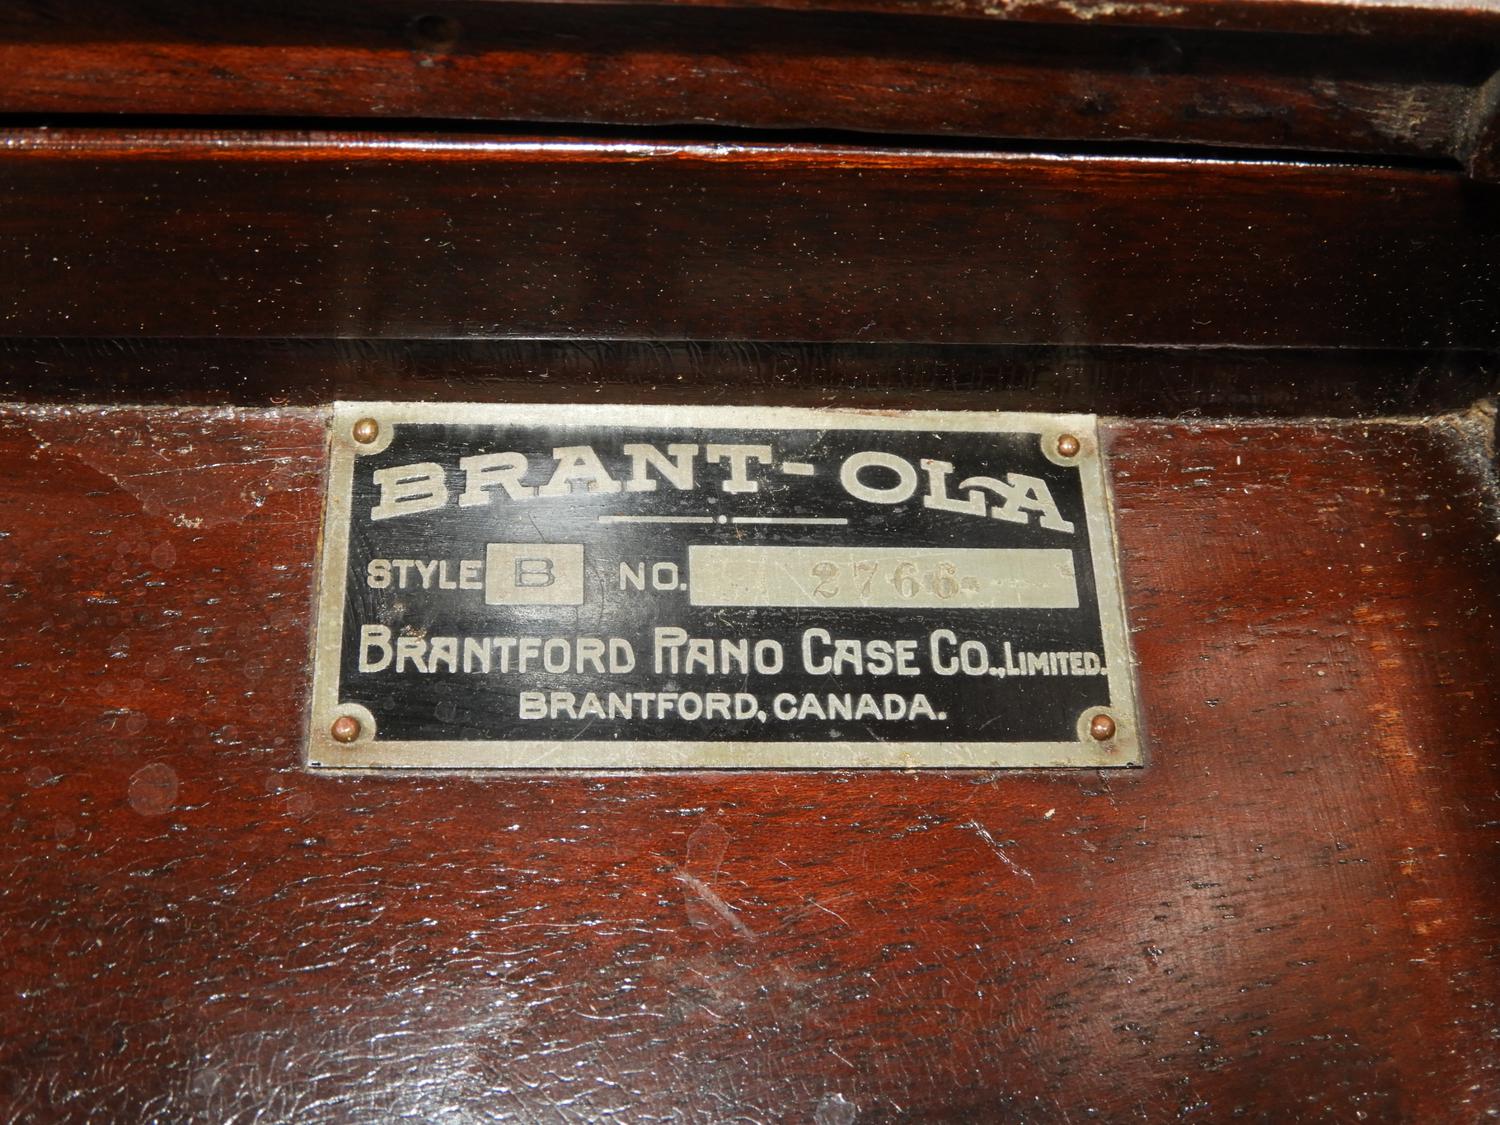 BRANT-OLA
STYLE B NO. 2766
BRANTFORD PIANO CASE CO., LIMITED.
BRANTFORD, CANADA.